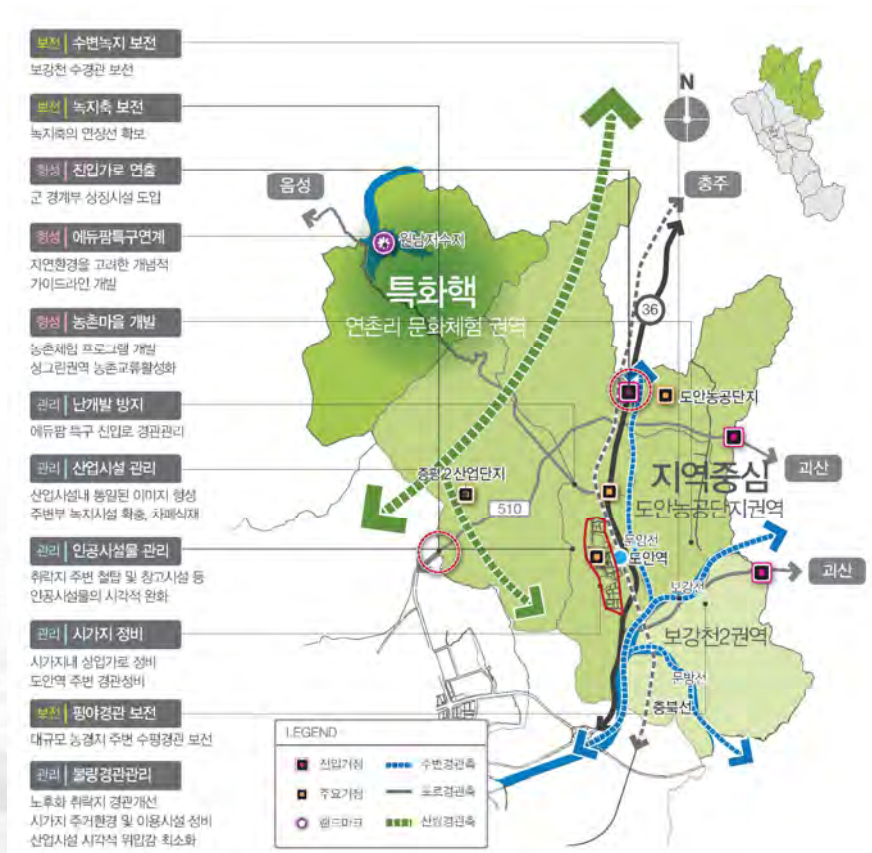 보전 | 수변녹지 보전
보강천 수경관 보전
보전 | 녹지축 보전
녹지축의 연장선 확보
형성 | 진입가로 연출
군 경계부 상징시설 도입
형성 | 에듀팜특구연계
자연환경을 고려한 개념적
가이드라인 개발
형성 | 농촌마을 개발
농촌체험 프로그램 개발
싱그린권역 농촌교류활성화
관리 | 난개발 방지
에듀팜 특구 진입로 경관관리
관리 | 산업시설 관리
산업시설내 통일된 이미지 형성
주변부 녹지시설 확충, 차폐식재
관리 | 인공시설물 관리
취락지 주변 철탑 및 창고시설 등
인공시설물의 시각적 완화
관리 | 시가지 정비
시가지내 상업가로 정비
도안역 주변 경관정비
보전 | 평야경관 보전
대규모 농경지 주변 수평경관 보전
관리 | 불량경관관리
노후화 취락지 경관개선
시가지 주거환경 및 이용시설 정비
산업시설 시각적 위압감 최소화
N
음성
충주
원남저수지
특화핵
연촌리 문화체험 권역
36
도안농공단지
괴산
지역중심
도안농공단지권역
증평2산업단지
510
도안역
괴산
보강천2권역
충북선
LEGEND
진입거점
수변경관축
주요거점
도로경관축
랜드마크
산림경관축